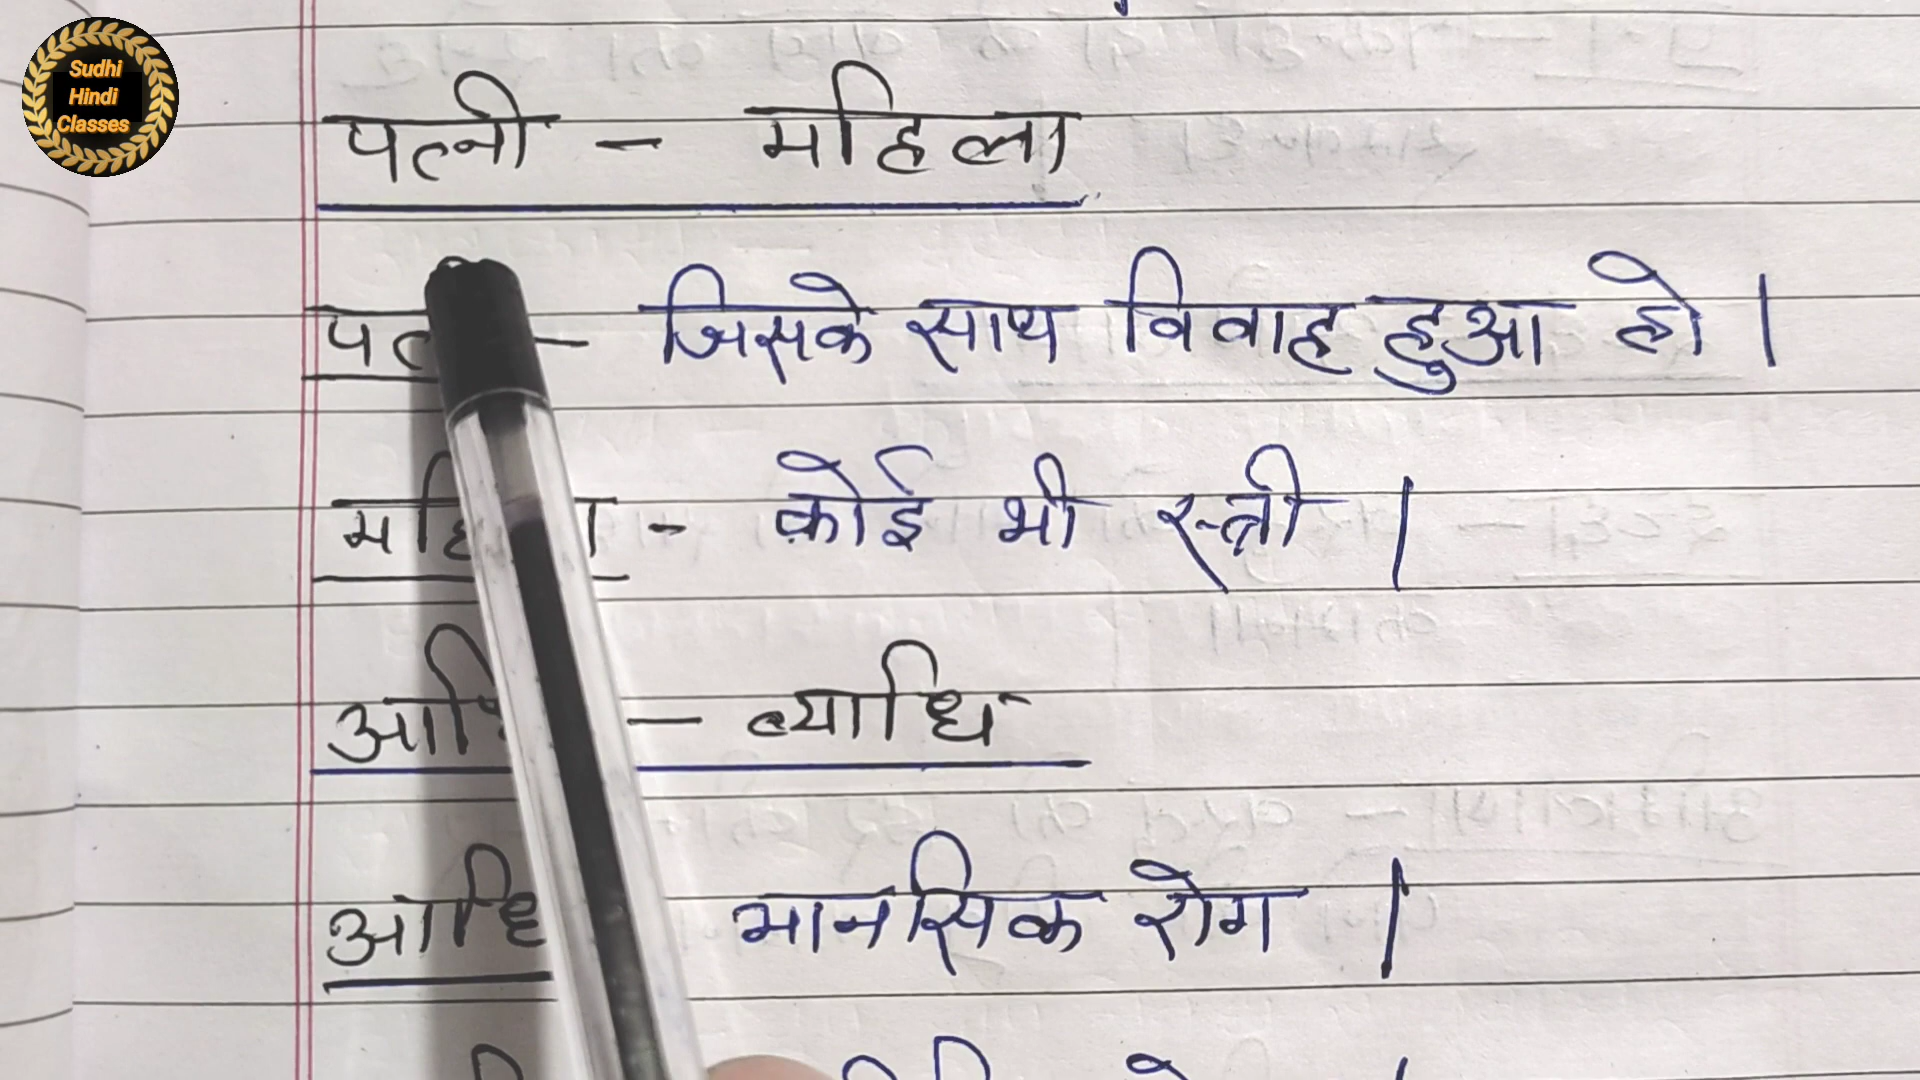 Sudhi
Hindi
Classes
पत्नी - महिला
- जिसके साथ विवाह हुआ हो ।
- कोई भी स्त्री ।
- व्याधि
मानसिक रोग ।